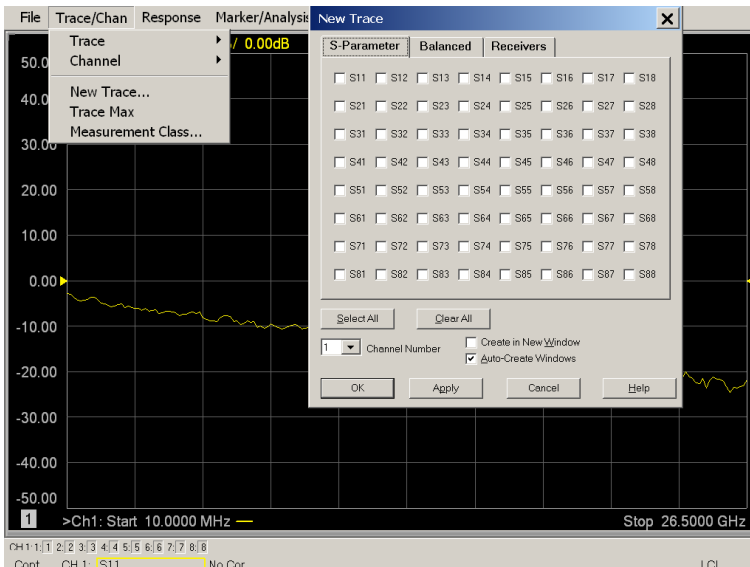 File Trace/Chan Response Marker/Analysis
Trace
Channel
New Trace...
Trace Max
Measurement Class...
/ 0.00dB
New Trace
S-Parameter Balanced Receivers
S11 S12 S13 S14 S15 S16 S17 S18
S21 S22 S23 S24 S25 S26 S27 S28
S31 S32 S33 S34 S35 S36 S37 S38
S41 S42 S43 S44 S45 S46 S47 S48
S51 S52 S53 S54 S55 S56 S57 S58
S61 S62 S63 S64 S65 S66 S67 S68
S71 S72 S73 S74 S75 S76 S77 S78
S81 S82 S83 S84 S85 S86 S87 S88
Select All Clear All
1 Channel Number
Create in New Window
Auto-Create Windows
OK Apply Cancel Help
50.0
40.0
30.00
20.00
10.00
0.00
-10.00
-20.00
-30.00
-40.00
-50.00
1 >Ch1: Start 10.0000 MHz Stop 26.5000 GHz
CH 1: 1: 1 2: 2 3: 3 4: 4 5: 5 6: 6 7: 7 8: 8
Cont. CH 1: S11 No Cor LCL